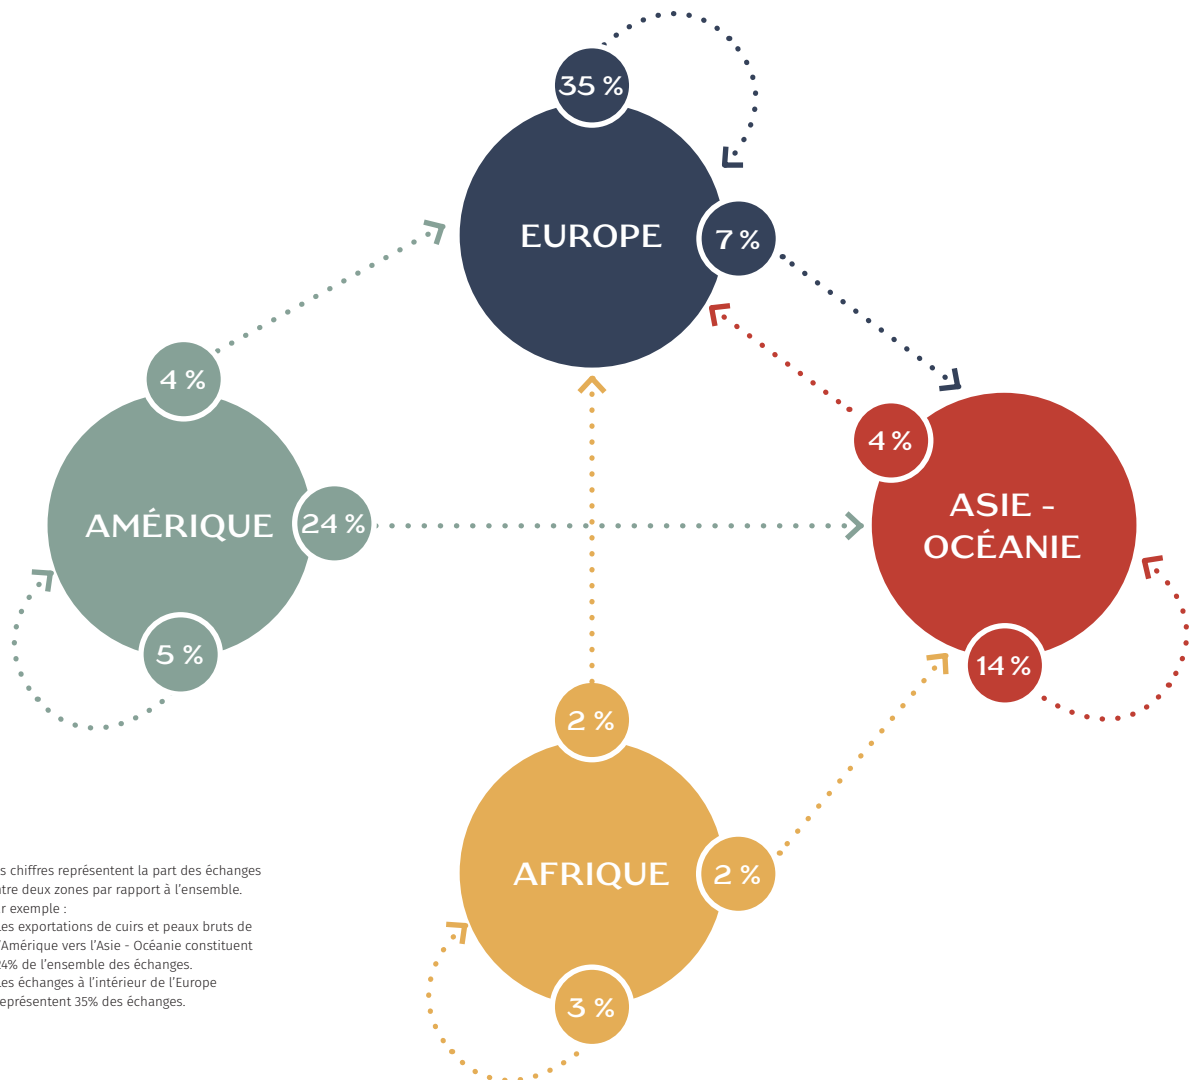 35 %
EUROPE
7 %
4 %
4 %
AMÉRIQUE
24 %
ASIE -
OCÉANIE
5 %
14 %
2 %
AFRIQUE
2 %
3 %
s chiffres représentent la part des échanges
tre deux zones par rapport à l’ensemble.
r exemple :
es exportations de cuirs et peaux bruts de
’Amérique vers l’Asie - Océanie constituent
4% de l’ensemble des échanges.
es échanges à l’intérieur de l’Europe
eprésentent 35% des échanges.